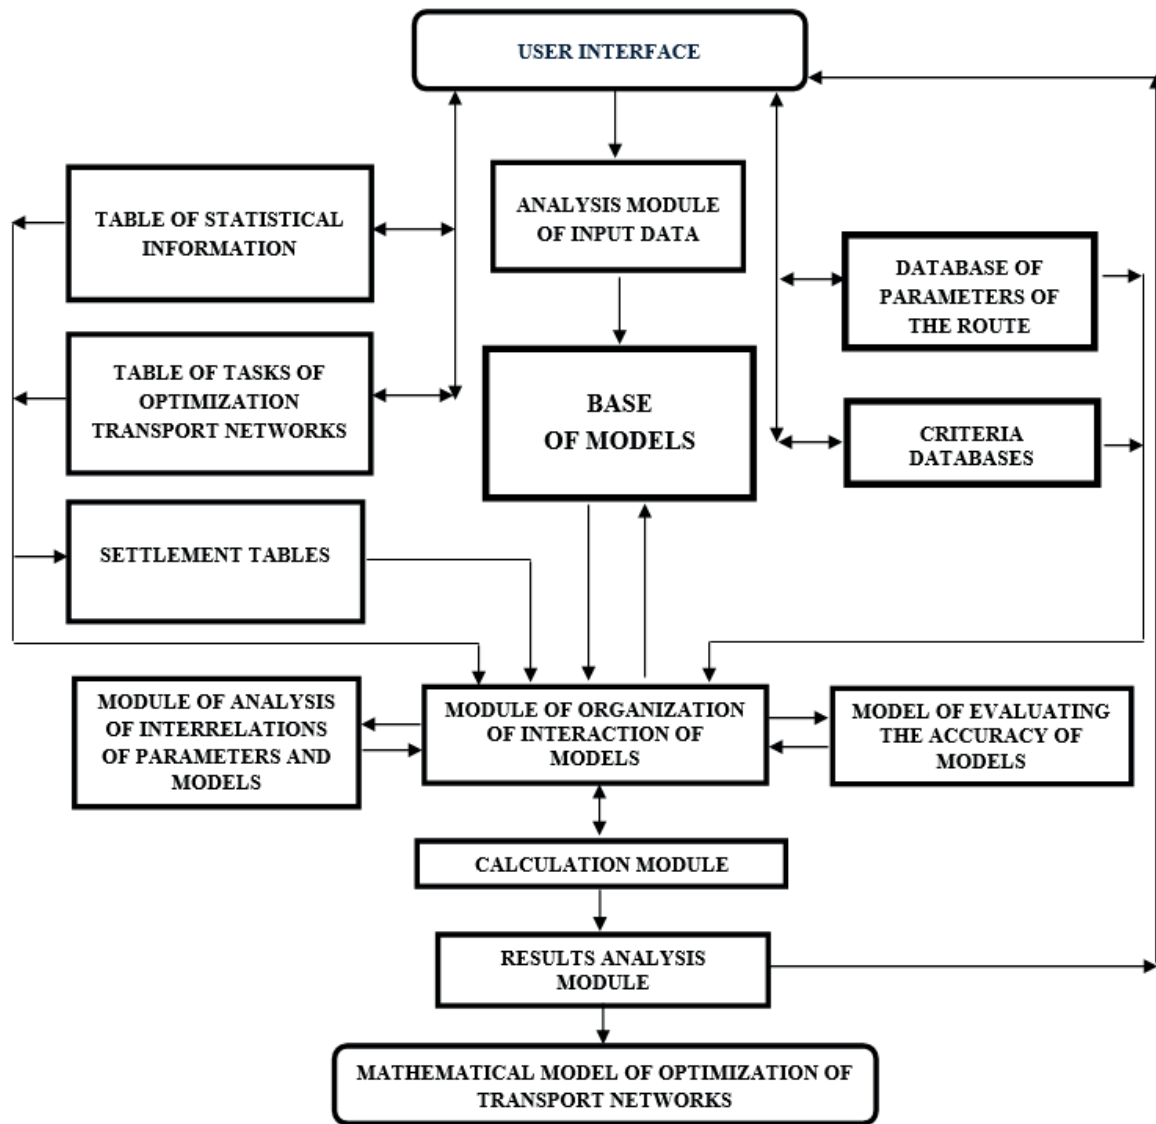 USER INTERFACE
ANALYSIS MODULE
OF INPUT DATA
TABLE OF STATISTICAL
INFORMATION
DATABASE OF
PARAMETERS OF
THE ROUTE
TABLE OF TASKS OF
OPTIMIZATION
TRANSPORT NETWORKS
BASE
OF MODELS
CRITERIA
DATABASES
SETTLEMENT TABLES
MODULE OF ANALYSIS
OF INTERRELATIONS
OF PARAMETERS AND
MODELS
MODULE OF ORGANIZATION
OF INTERACTION OF
MODELS
MODEL OF EVALUATING
THE ACCURACY OF
MODELS
CALCULATION MODULE
RESULTS ANALYSIS
MODULE
MATHEMATICAL MODEL OF OPTIMIZATION OF
TRANSPORT NETWORKS